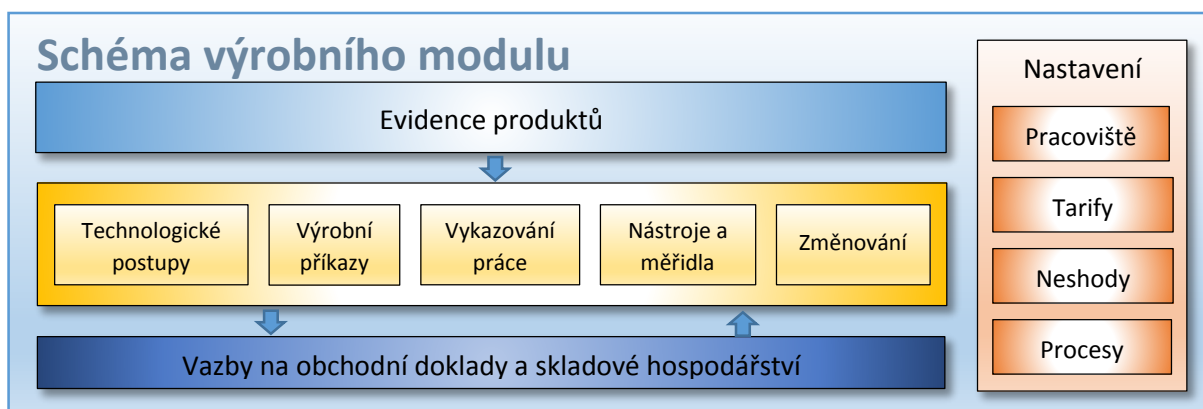 Schéma výrobního modulu
Evidence produktů
Technologické
postupy
Výrobní
příkazy
Vykazování
práce
Nástroje a
měřidla
Změnování
Vazby na obchodní doklady a skladové hospodářství
Nastavení
Pracoviště
Tarify
Neshody
Procesy